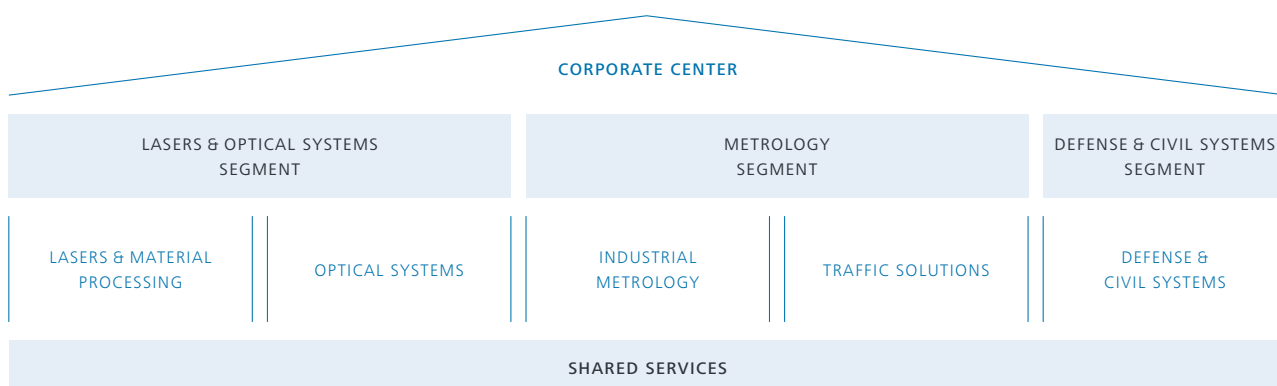 CORPORATE CENTER
LASERS & OPTICAL SYSTEMS
SEGMENT
METROLOGY
SEGMENT
DEFENSE & CIVIL SYSTEMS
SEGMENT
LASERS & MATERIAL
PROCESSING
OPTICAL SYSTEMS
INDUSTRIAL
METROLOGY
TRAFFIC SOLUTIONS
DEFENSE &
CIVIL SYSTEMS
SHARED SERVICES